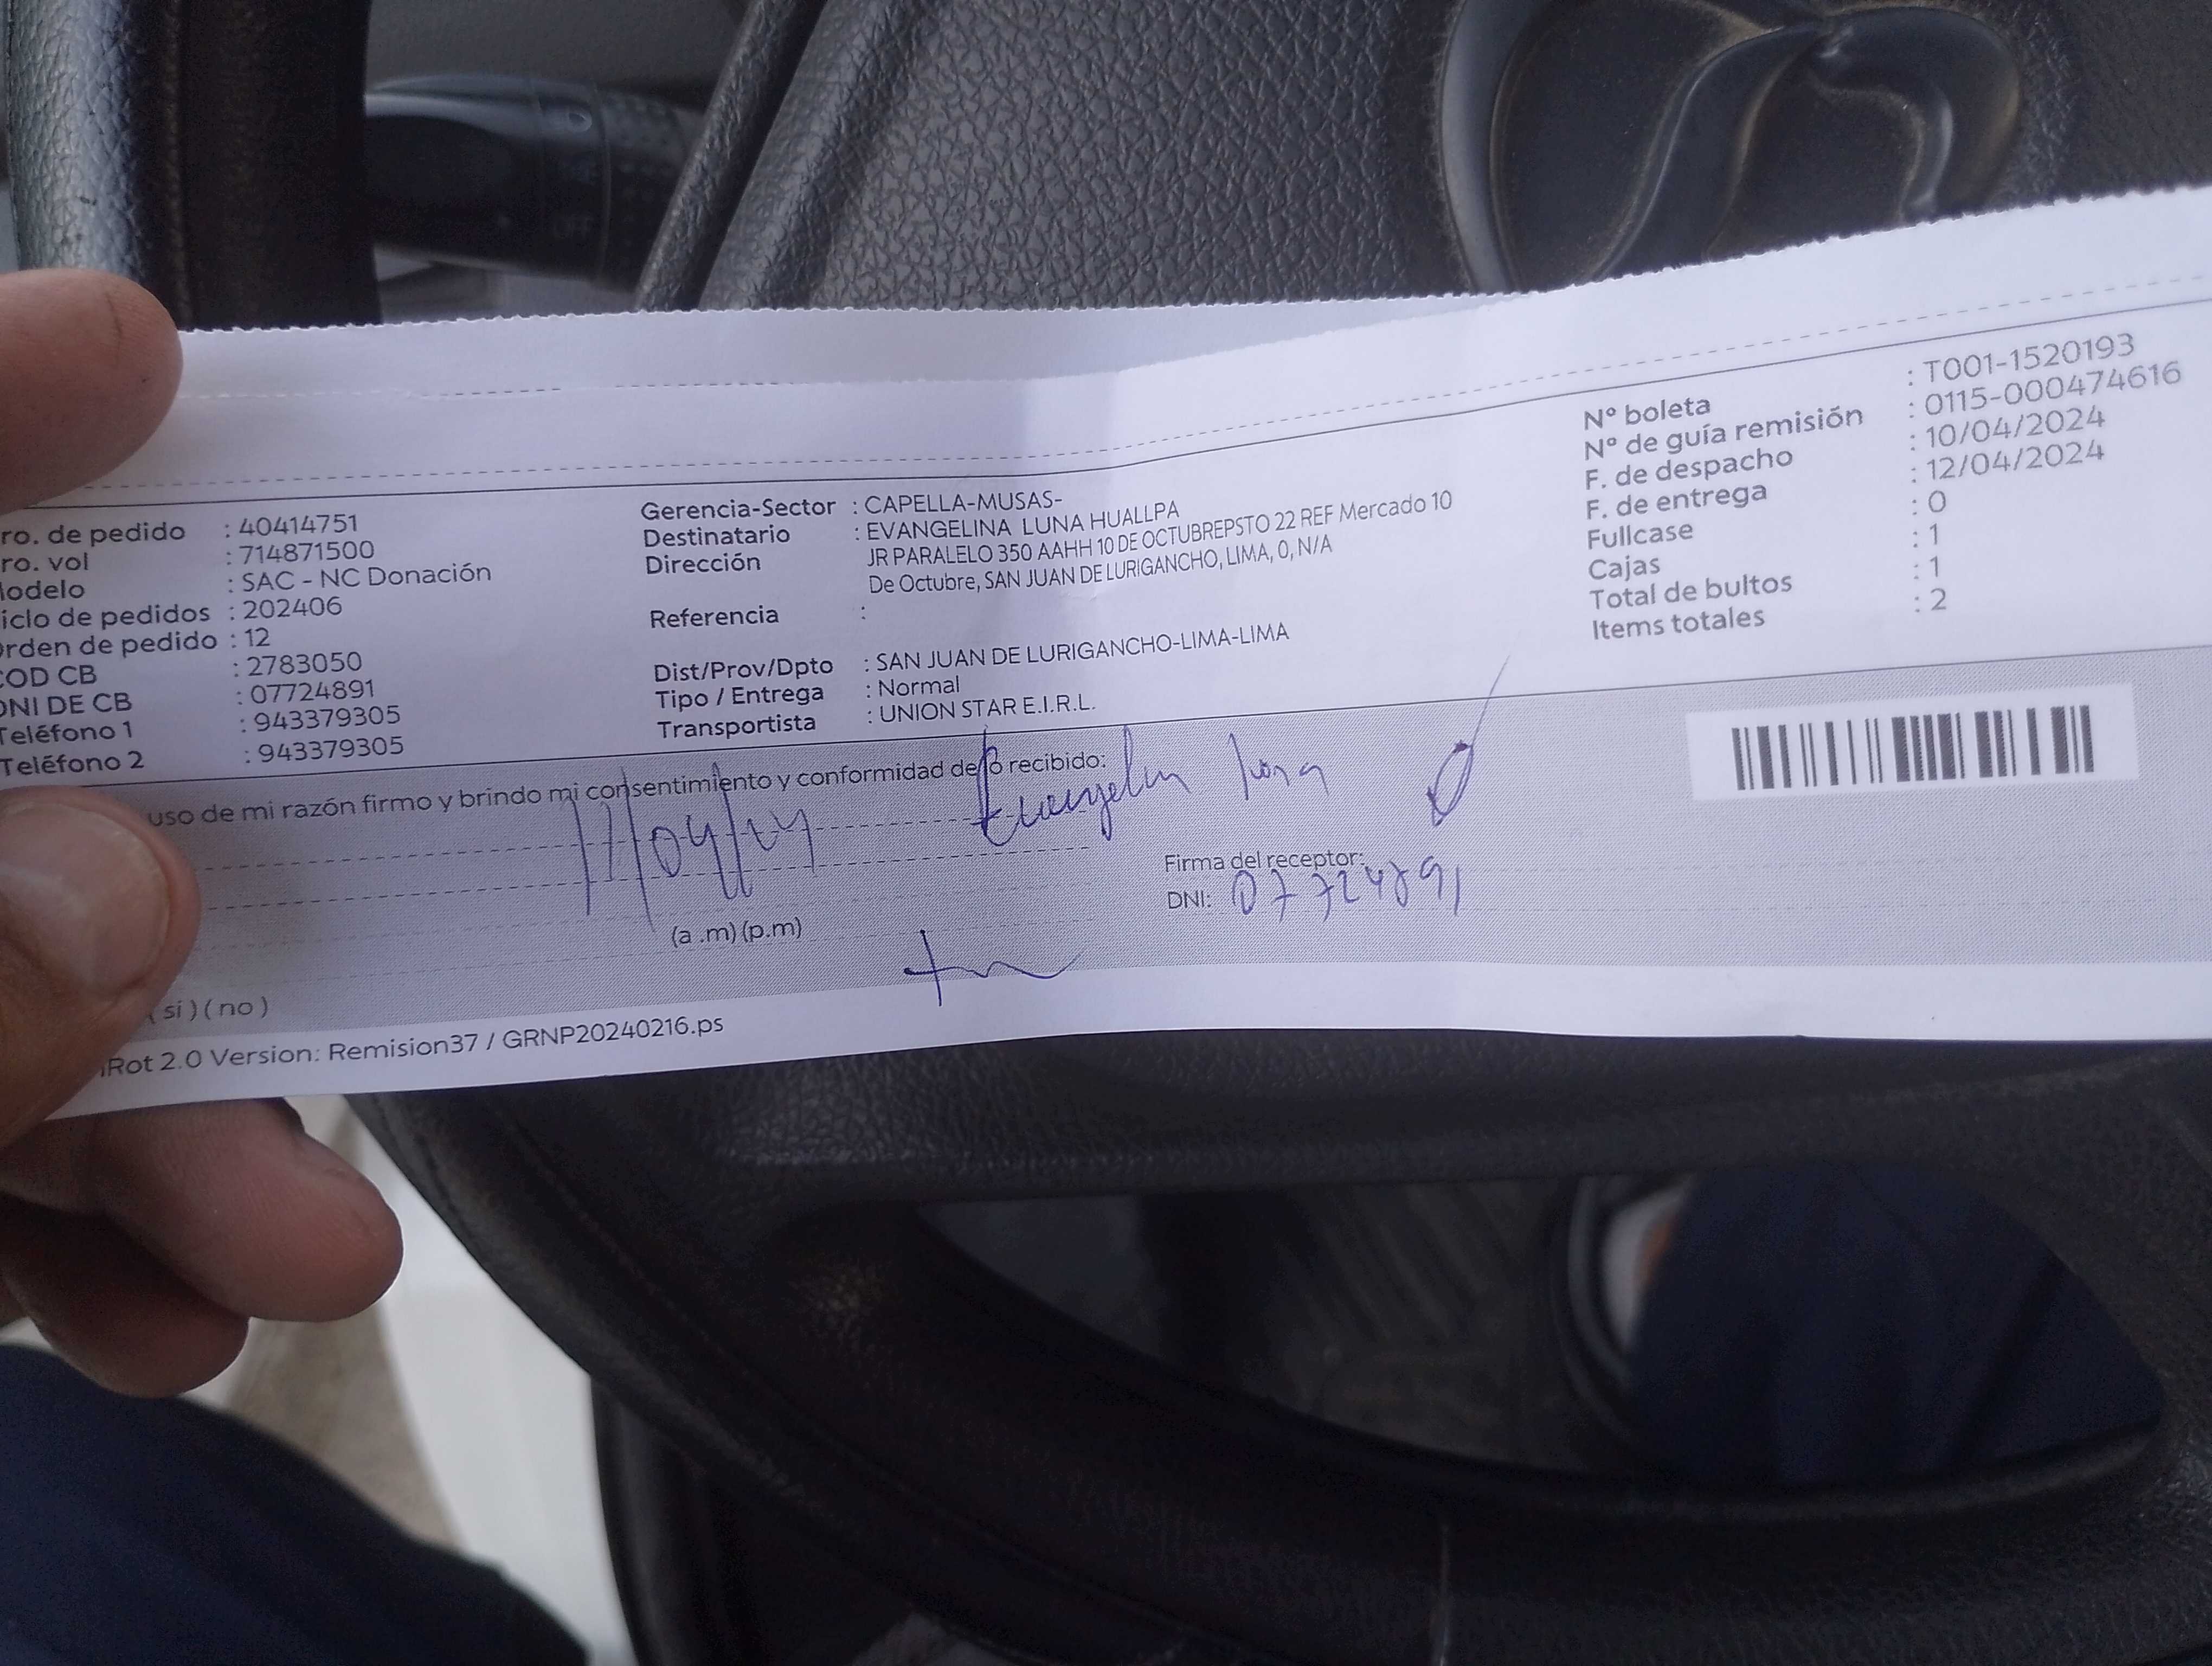 ro. de pedido : 40414751
ro. vol : 714871500
lodelo : SAC - NC Donación
iclo de pedidos : 202406
rden de pedido : 12
COD CB : 2783050
DNI DE CB : 07724891
Teléfono 1 : 943379305
Teléfono 2 : 943379305
Gerencia-Sector : CAPELLA-MUSAS-
Destinatario : EVANGELINA LUNA HUALLPA
Dirección JR PARALELO 350 AAHH 10 DE OCTUBREPSTO 22 REF Mercado 10
De Octubre, SAN JUAN DE LURIGANCHO, LIMA, 0, N/A
Referencia :
Dist/Prov/Dpto : SAN JUAN DE LURIGANCHO-LIMA-LIMA
Tipo / Entrega : Normal
Transportista : UNION STAR E.I.R.L.
Nº boleta : T001-1520193
Nº de guía remisión : 0115-000474616
F. de despacho : 10/04/2024
F. de entrega : 12/04/2024
Fullcase : 0
Cajas : 1
Total de bultos : 1
Items totales : 2
uso de mi razón firmo y brindo mi consentimiento y conformidad de lo recibido:
Firma del receptor:
DNI: 07724891
(a .m) (p.m)
( si ) ( no )
Rot 2.0 Version: Remision37 / GRNP20240216.ps